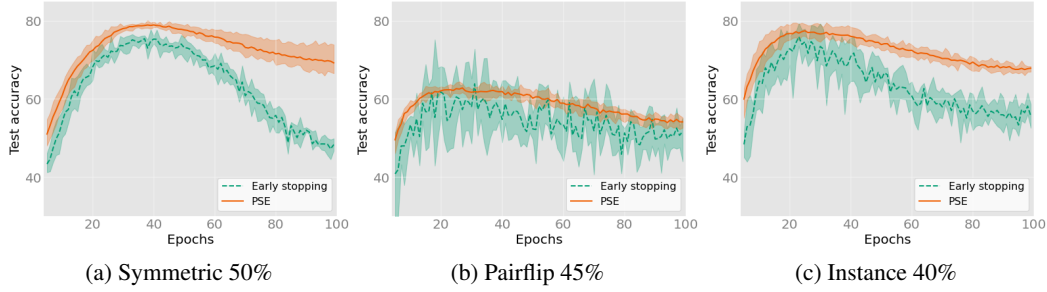 80
60
40
Test accuracy
Early stopping
PSE
20 40 60 80 100
Epochs
(a) Symmetric 50%
80
60
40
Test accuracy
Early stopping
PSE
20 40 60 80 100
Epochs
(b) Pairflip 45%
80
60
40
Test accuracy
Early stopping
PSE
20 40 60 80 100
Epochs
(c) Instance 40%